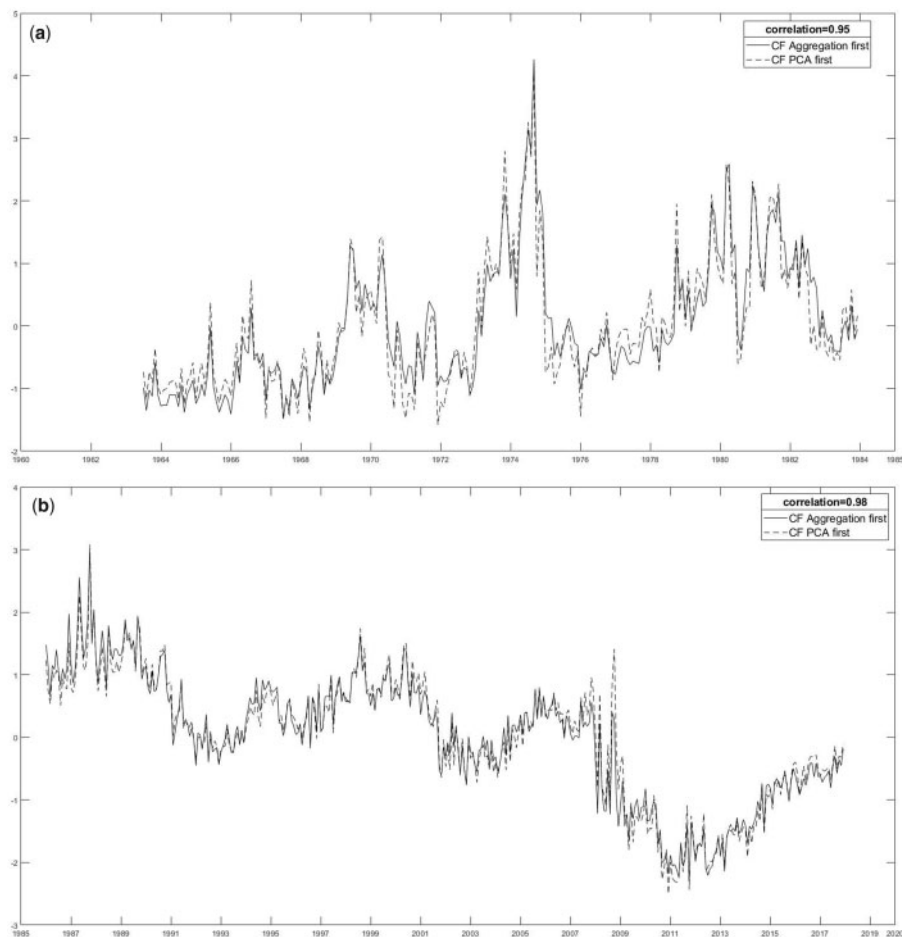 5
(a)
correlation=0.95
CF Aggregation first
CF PCA first
4
3
2
1
0
-1
-2
1960 1962 1964 1966 1968 1970 1972 1974 1976 1978 1980 1982 1984 1985
4
(b)
correlation=0.98
CF Aggregation first
CF PCA first
3
2
1
0
-1
-2
-3
1985 1987 1989 1991 1993 1995 1997 1999 2001 2003 2005 2007 2009 2011 2013 2015 2017 2019 2020